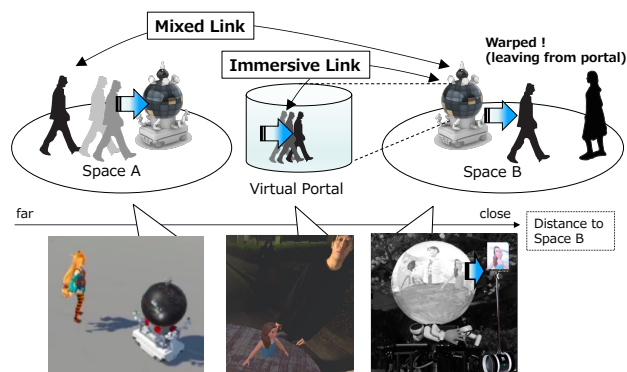 Mixed Link
Immersive Link
Warped !
(leaving from portal)
Space A
Virtual Portal
Space B
far
close
Distance to
Space B